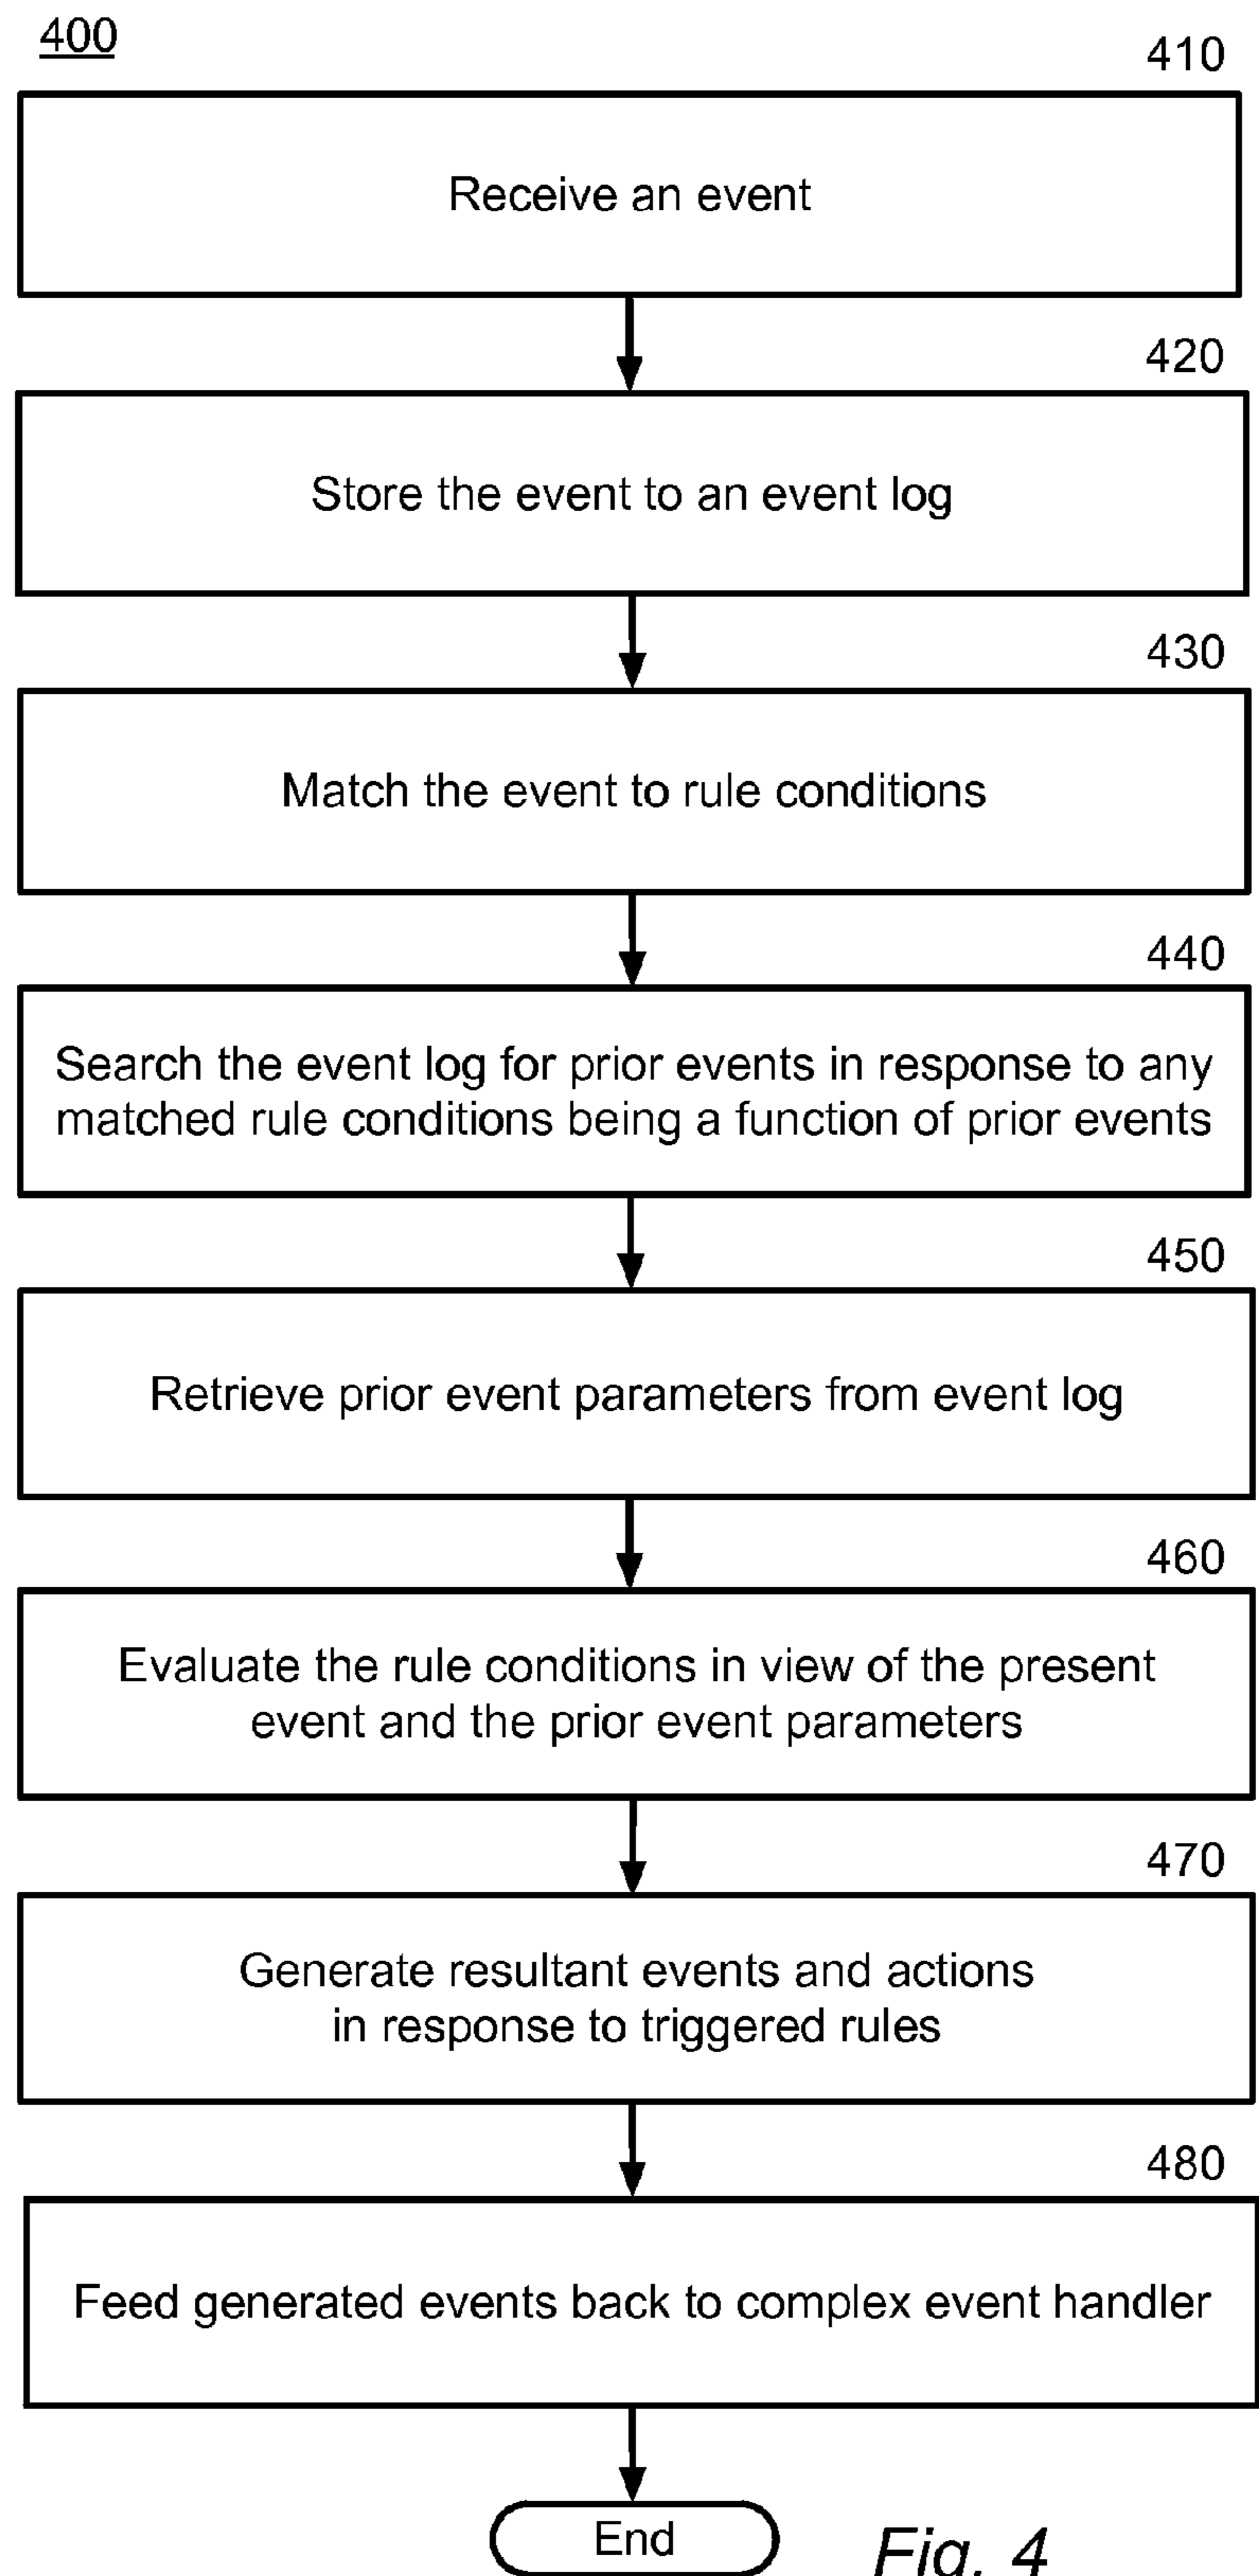 400
410
Receive an event
420
Store the event to an event log
430
Match the event to rule conditions
440
Search the event log for prior events in response to any
matched rule conditions being a function of prior events
450
Retrieve prior event parameters from event log
460
Evaluate the rule conditions in view of the present
event and the prior event parameters
470
Generate resultant events and actions
in response to triggered rules
480
Feed generated events back to complex event handler
End
Fig. 4